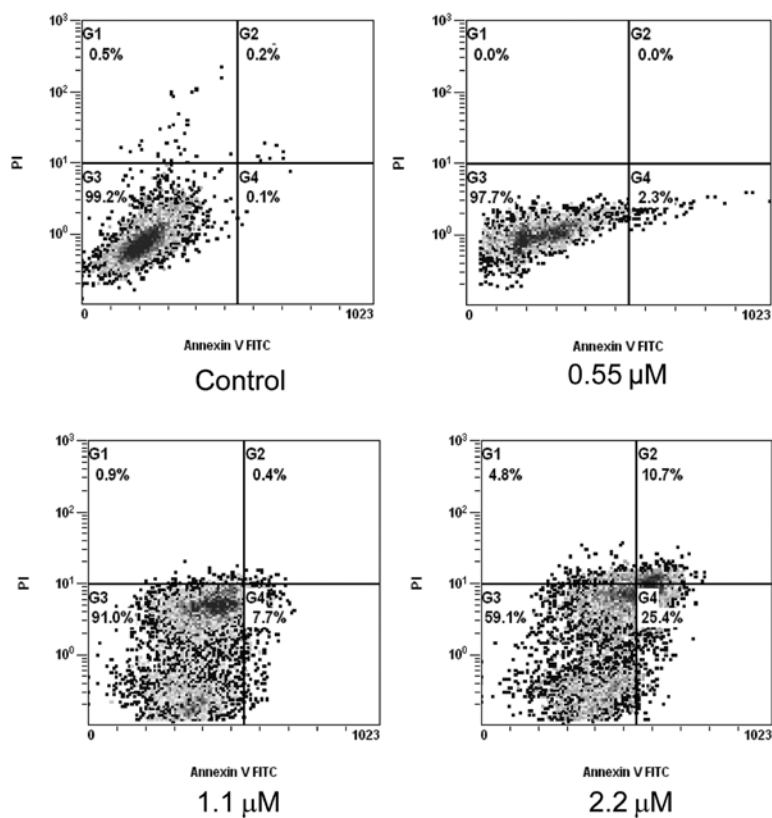 10³
G1
0.5%
G2
0.2%
10²
PI
10¹
G3
99.2%
G4
0.1%
10⁰
0
1023
Annexin V FITC
Control
10³
G1
0.0%
G2
0.0%
10²
PI
10¹
G3
97.7%
G4
2.3%
10⁰
0
1023
Annexin V FITC
0.55 µM
10³
G1
0.9%
G2
0.4%
10²
PI
10¹
G3
91.0%
G4
7.7%
10⁰
0
1023
Annexin V FITC
1.1 µM
10³
G1
4.8%
G2
10.7%
10²
PI
10¹
G3
59.1%
G4
25.4%
10⁰
0
1023
Annexin V FITC
2.2 µM